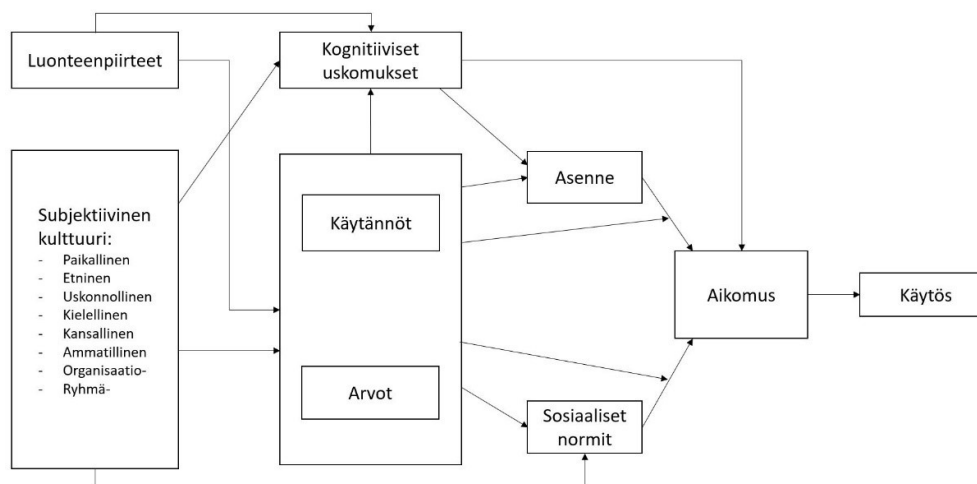 Luonteenpiirteet
Kognitiiviset
uskomukset
Subjektiivinen
kulttuuri:
- Paikallinen
- Etninen
- Uskonnollinen
- Kielellinen
- Kansallinen
- Ammatillinen
- Organisaatio-
- Ryhmä-
Käytännöt
Arvot
Asenne
Sosiaaliset
normit
Aikomus
Käytös